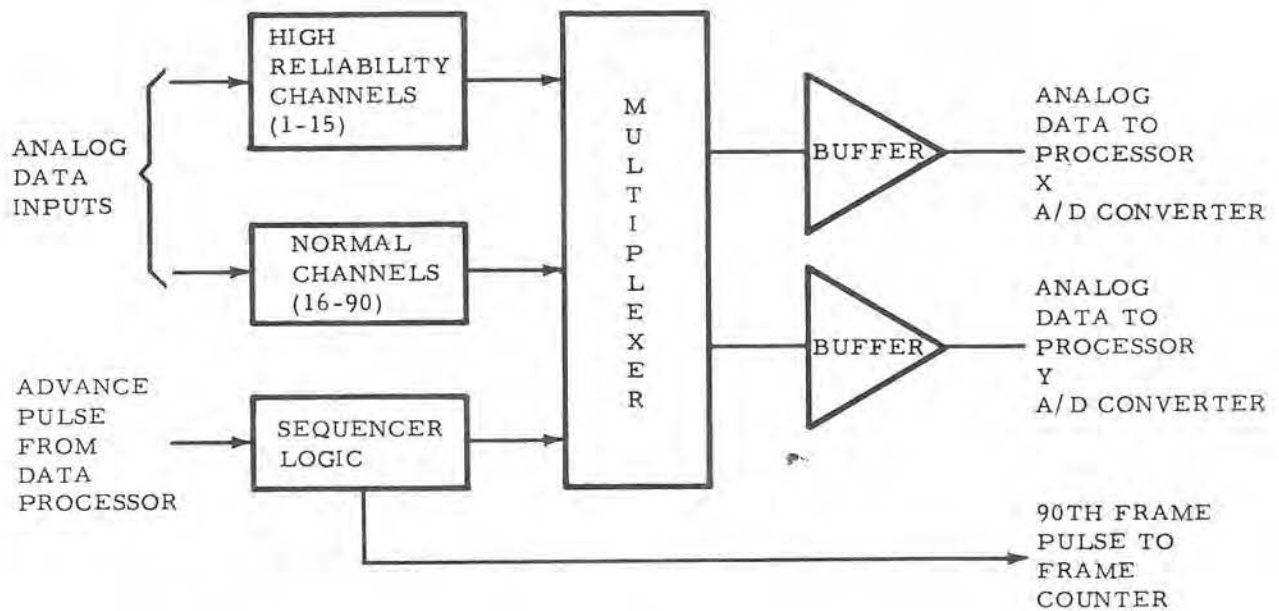 HIGH
RELIABILITY
CHANNELS
(1-15)
ANALOG
DATA
INPUTS
NORMAL
CHANNELS
(16-90)
ADVANCE
PULSE
FROM
DATA
PROCESSOR
SEQUENCER
LOGIC
M
U
L
T
I
P
L
E
X
E
R
BUFFER
ANALOG
DATA TO
PROCESSOR
X
A/D CONVERTER
BUFFER
ANALOG
DATA TO
PROCESSOR
Y
A/D CONVERTER
90TH FRAME
PULSE TO
FRAME
COUNTER